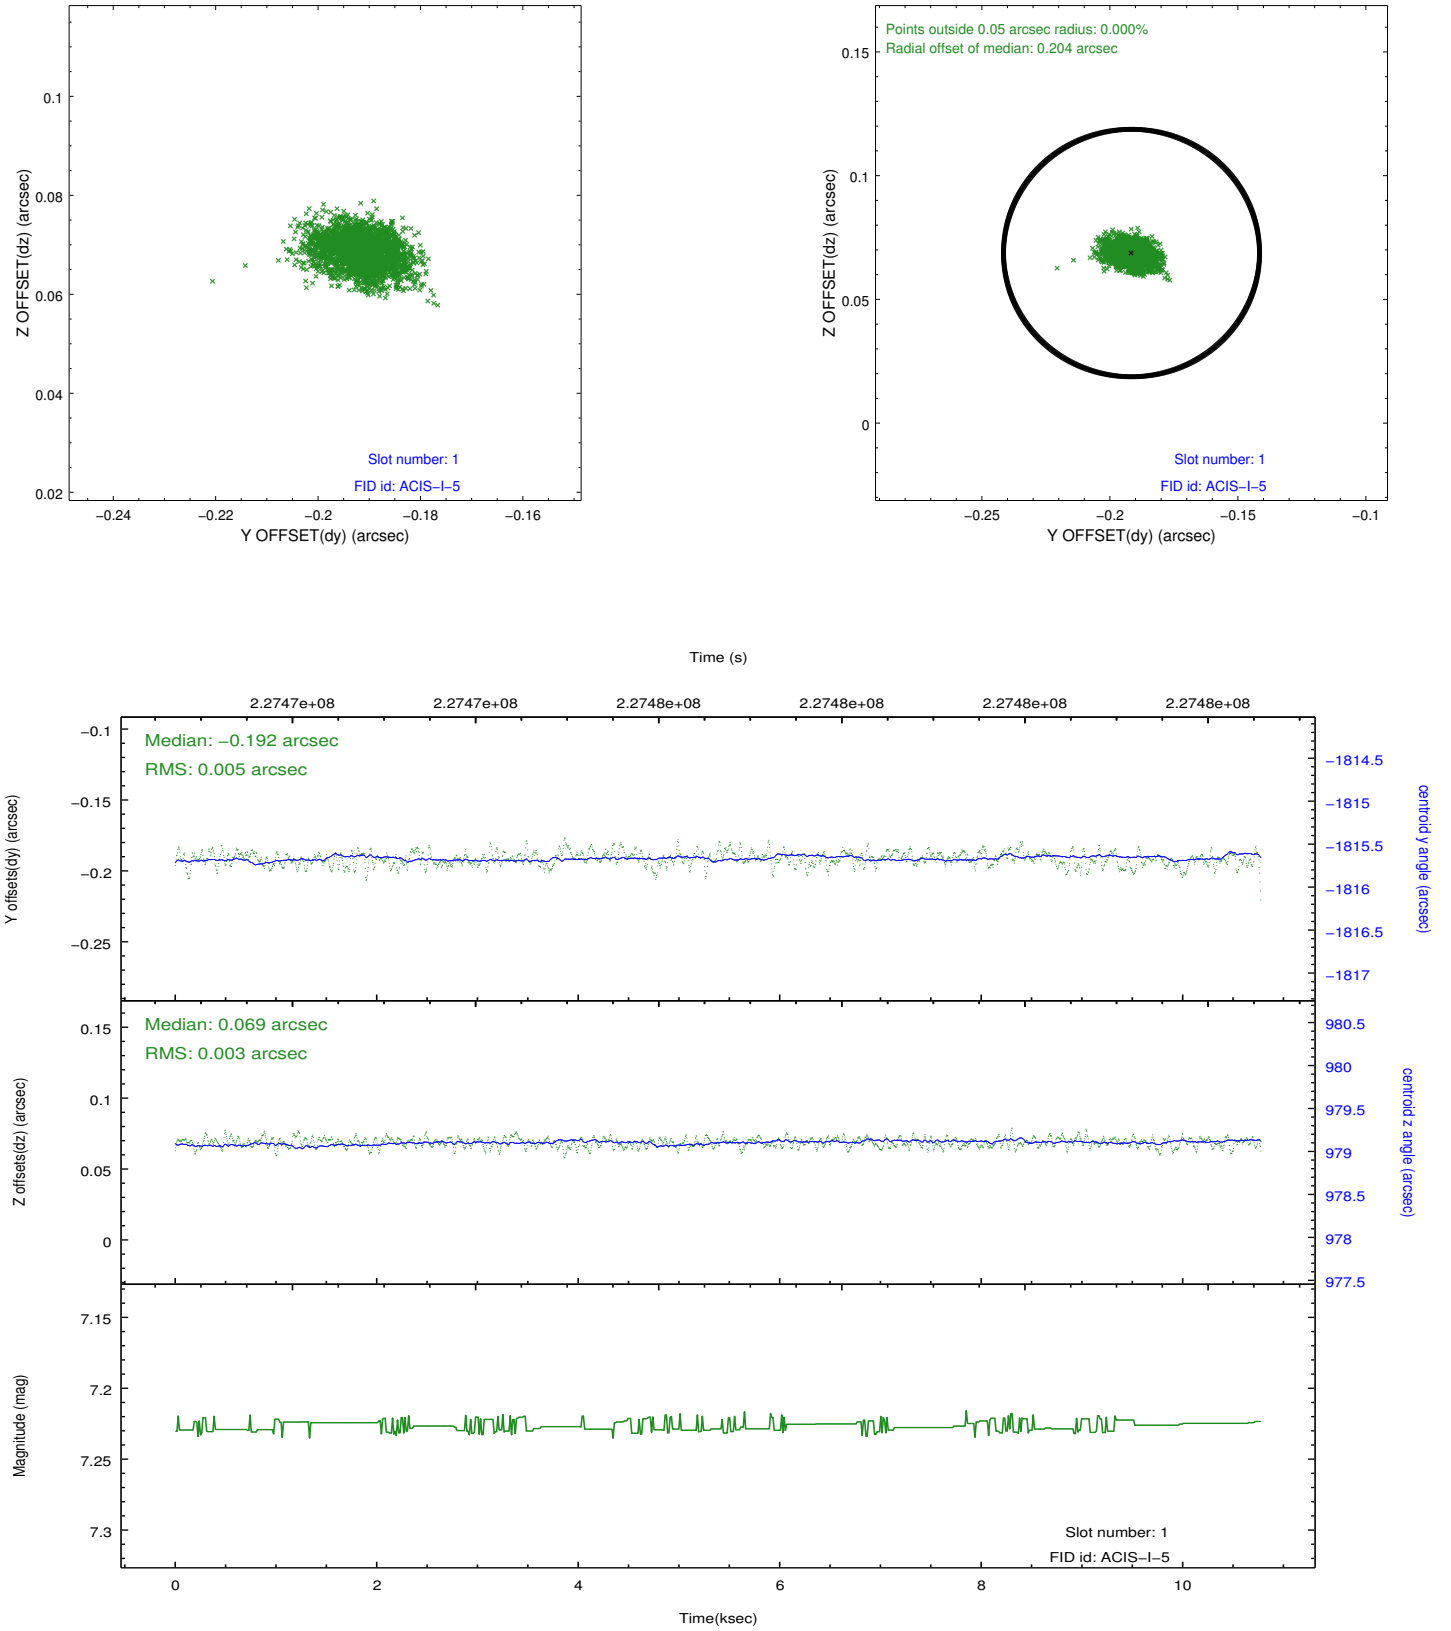 0.1
0.08
0.06
0.04
0.02
Z OFFSET(dz) (arcsec)
Slot number: 1
FID id: ACIS−I−5
−0.24
−0.22
−0.2
−0.18
−0.16
Y OFFSET(dy) (arcsec)
Points outside 0.05 arcsec radius: 0.000%
Radial offset of median: 0.204 arcsec
0.15
0.1
0.05
0
Z OFFSET(dz) (arcsec)
Slot number: 1
FID id: ACIS−I−5
−0.25
−0.2
−0.15
−0.1
Y OFFSET(dy) (arcsec)
Time (s)
2.2747e+08
2.2747e+08
2.2748e+08
2.2748e+08
2.2748e+08
2.2748e+08
Median: −0.192 arcsec
RMS: 0.005 arcsec
−0.1
−0.15
−0.2
−0.25
Y offsets(dy) (arcsec)
−1814.5
−1815
−1815.5
−1816
−1816.5
−1817
centroid y angle (arcsec)
Median: 0.069 arcsec
RMS: 0.003 arcsec
0.15
0.1
0.05
0
Z offsets(dz) (arcsec)
980.5
980
979.5
979
978.5
978
977.5
centroid z angle (arcsec)
7.15
7.2
7.25
7.3
Magnitude (mag)
Slot number: 1
FID id: ACIS−I−5
0
2
4
6
8
10
Time(ksec)